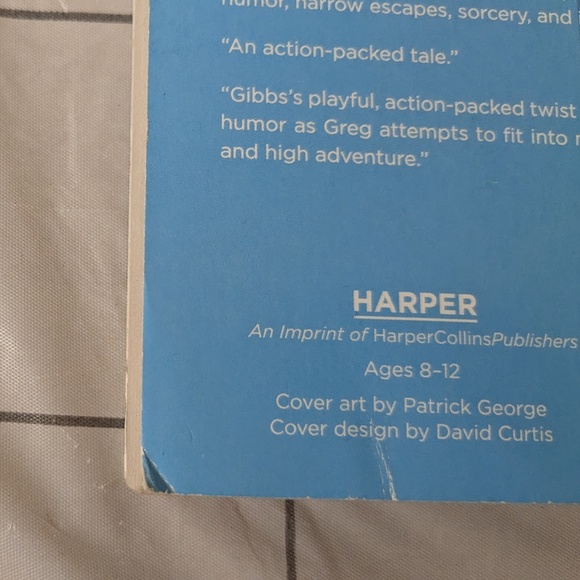 humor, narrow escapes, sorcery, and
“An action-packed tale.”
“Gibbs’s playful, action-packed twist
humor as Greg attempts to fit into
and high adventure.”
HARPER
An Imprint of HarperCollinsPublishers
Ages 8–12
Cover art by Patrick George
Cover design by David Curtis